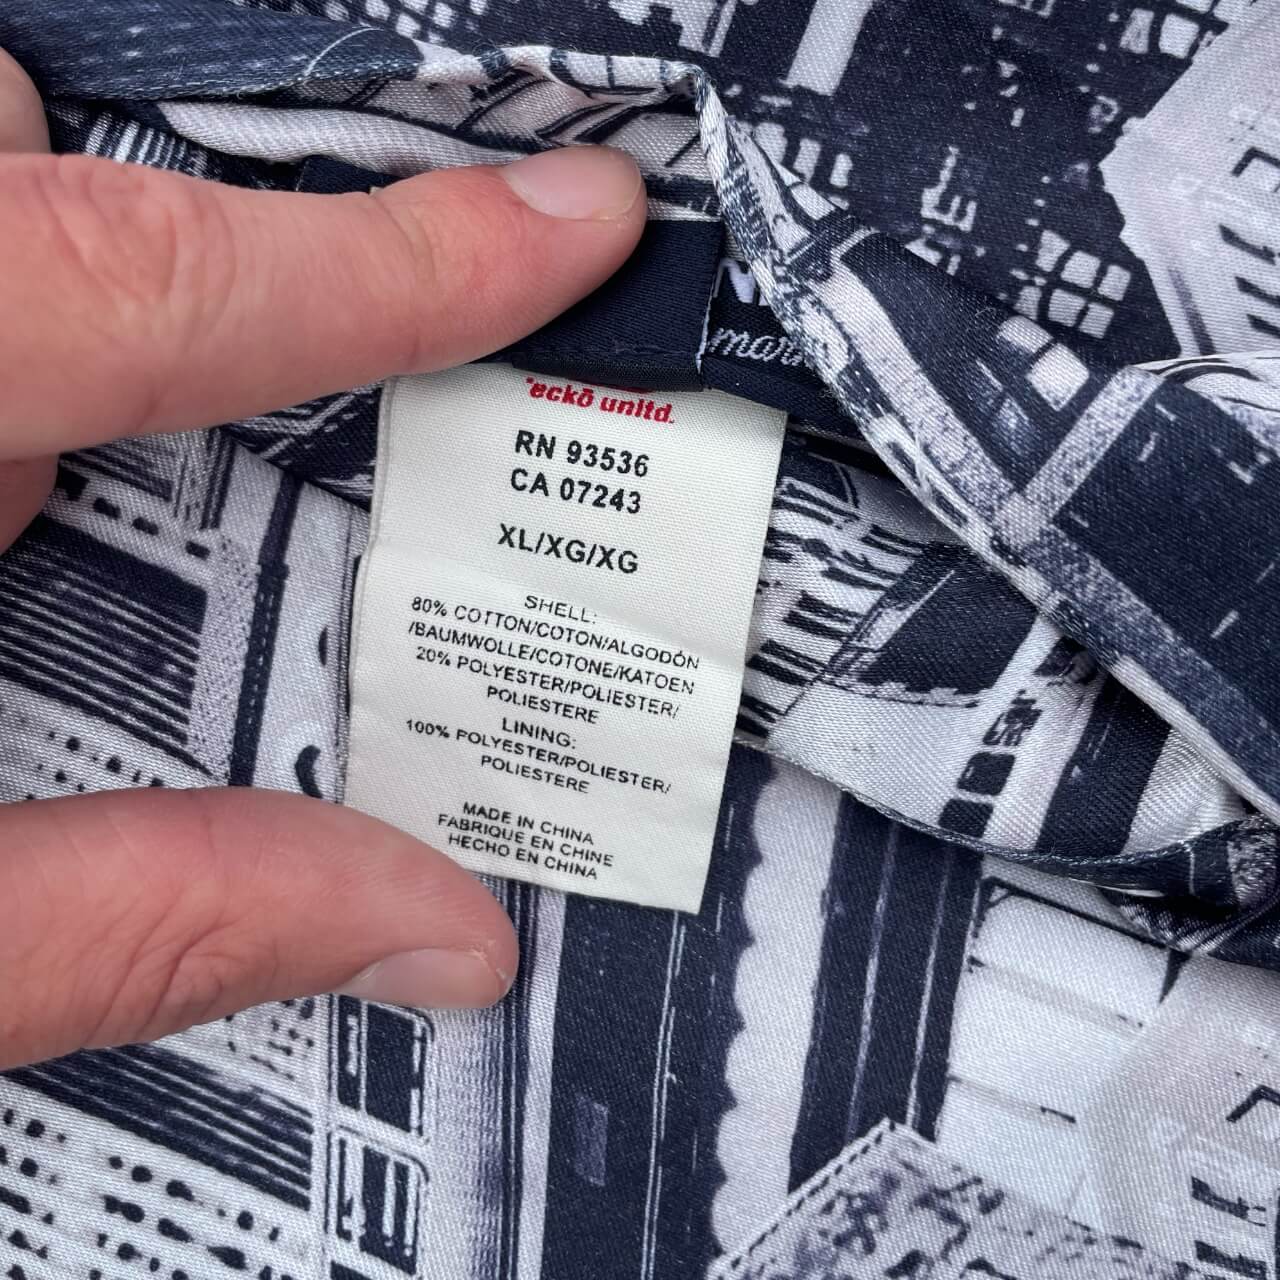 *eckō unltd.
RN 93536
CA 07243
XL/XG/XG
SHELL:
80% COTTON/COTON/ALGODÓN
/BAUMWOLLE/COTONE/KATOEN
20% POLYESTER/POLIESTER/
POLIESTERE
LINING:
100% POLYESTER/POLIESTER/
POLIESTERE
MADE IN CHINA
FABRIQUE EN CHINE
HECHO EN CHINA